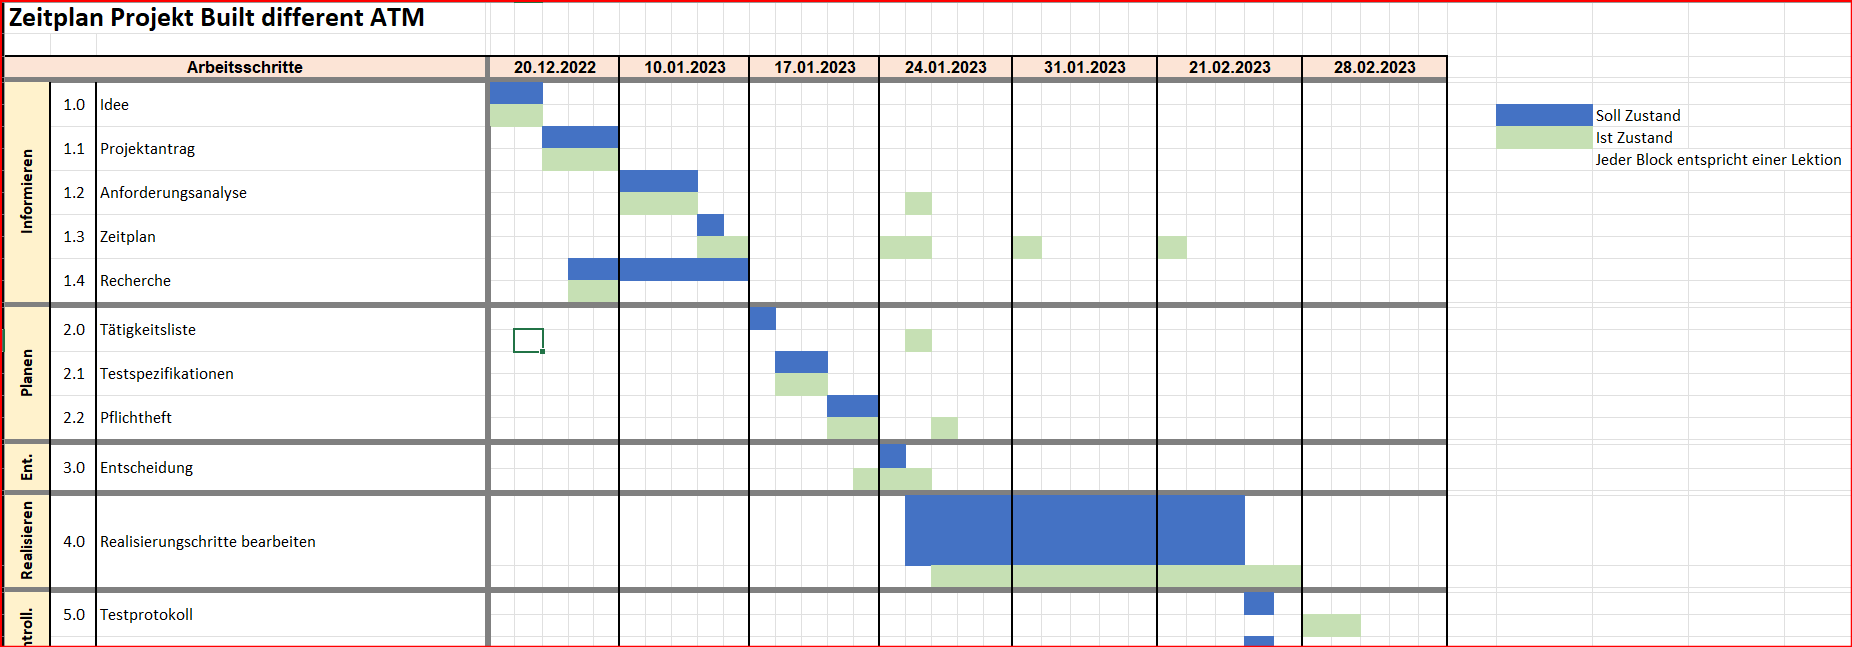 Zeitplan Projekt Built different ATM
Arbeitsschritte 20.12.2022 10.01.2023 17.01.2023 24.01.2023 31.01.2023 21.02.2023 28.02.2023
Informieren
1.0 Idee
1.1 Projektantrag
1.2 Anforderungsanalyse
1.3 Zeitplan
1.4 Recherche
Planen
2.0 Tätigkeitsliste
2.1 Testspezifikationen
2.2 Pflichtheft
Ent.
3.0 Entscheidung
Realisieren
4.0 Realisierungschritte bearbeiten
ntroll.
5.0 Testprotokoll
Soll Zustand
Ist Zustand
Jeder Block entspricht einer Lektion